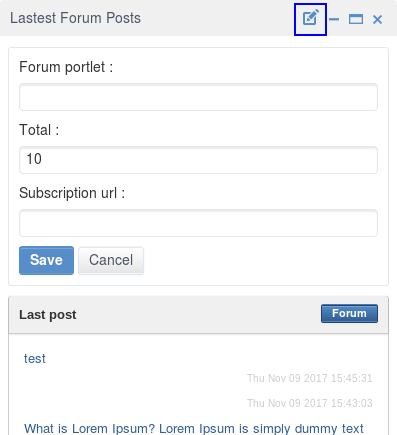 Lastest Forum Posts
Forum portlet :
Total :
10
Subscription url :
Save Cancel
Last post Forum
test
Thu Nov 09 2017 15:45:31
Thu Nov 09 2017 15:43:03
What is Lorem Ipsum? Lorem Ipsum is simply dummy text